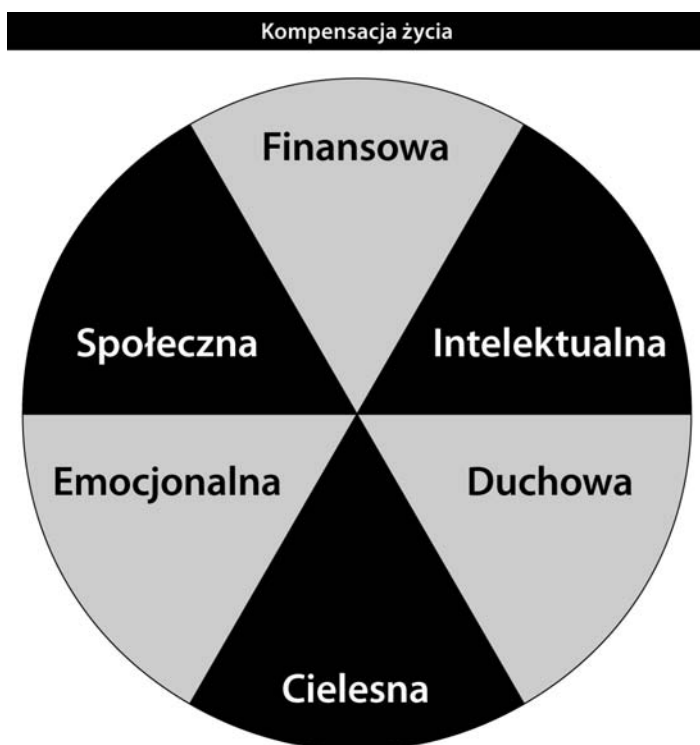 Kompensacja życia
Finansowa
Społeczna
Intelektualna
Emocjonalna
Duchowa
Cielesna